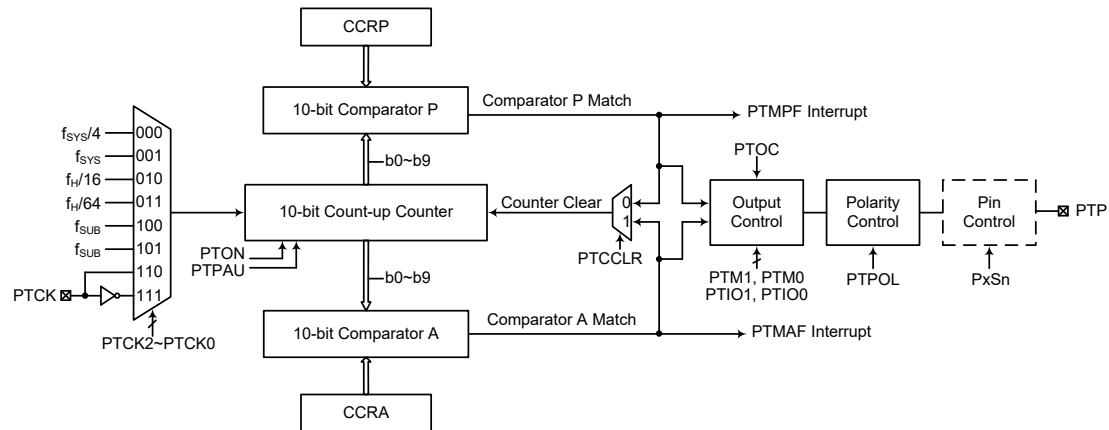 CCRP
10-bit Comparator P
Comparator P Match
PTMPF Interrupt
b0~b9
fSYS/4
000
fSYS
001
fH/16
010
fH/64
011
fSUB
100
fSUB
101
110
PTCK
111
PTCK2~PTCK0
10-bit Count-up Counter
PTON
PTPAU
Counter Clear
0
1
PTCCLR
PTOC
Output
Control
PTM1, PTM0
PTIO1, PTIO0
Polarity
Control
PTPOL
Pin
Control
PxSn
PTP
b0~b9
10-bit Comparator A
Comparator A Match
PTMAF Interrupt
CCRA